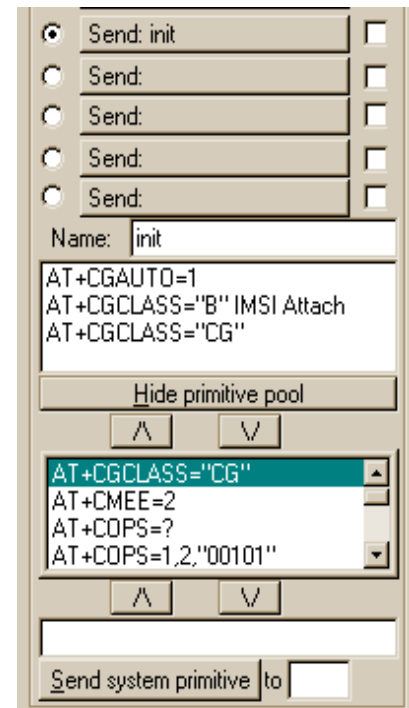 Send: init
Send:
Send:
Send:
Send:
Name: init
AT+CGAUTO=1
AT+CGCLASS="B" IMSI Attach
AT+CGCLASS="CG"
Hide primitive pool
/\ \/
AT+CGCLASS="CG"
AT+CMEE=2
AT+COPS=?
AT+COPS=1,2,"00101"
/\ \/
Send system primitive to